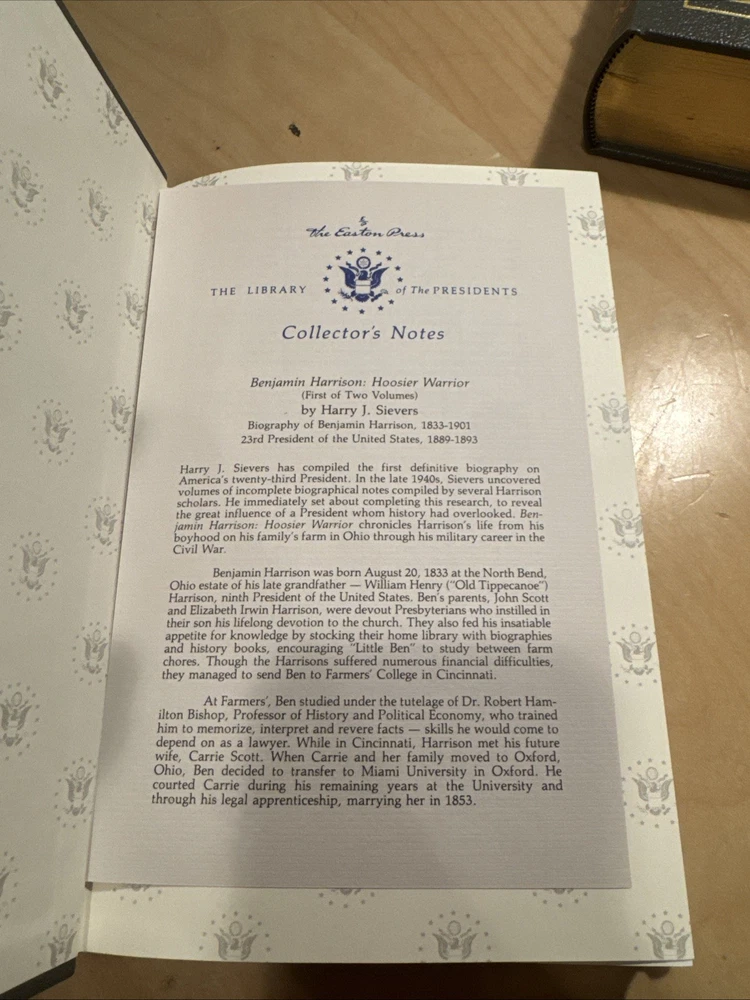 by
The Easton Press
THE LIBRARY of The PRESIDENTS
Collector's Notes
Benjamin Harrison: Hoosier Warrior
(First of Two Volumes)
by Harry J. Sievers
Biography of Benjamin Harrison, 1833-1901
23rd President of the United States, 1889-1893
Harry J. Sievers has compiled the first definitive biography on
America's twenty-third President. In the late 1940s, Sievers uncovered
volumes of incomplete biographical notes compiled by several Harrison
scholars. He immediately set about completing this research, to reveal
the great influence of a President whom history had overlooked. Ben-
jamin Harrison: Hoosier Warrior chronicles Harrison's life from his
boyhood on his family's farm in Ohio through his military career in the
Civil War.
Benjamin Harrison was born August 20, 1833 at the North Bend,
Ohio estate of his late grandfather — William Henry ("Old Tippecanoe")
Harrison, ninth President of the United States. Ben's parents, John Scott
and Elizabeth Irwin Harrison, were devout Presbyterians who instilled in
their son his lifelong devotion to the church. They also fed his insatiable
appetite for knowledge by stocking their home library with biographies
and history books, encouraging "Little Ben" to study between farm
chores. Though the Harrisons suffered numerous financial difficulties,
they managed to send Ben to Farmers' College in Cincinnati.
At Farmers', Ben studied under the tutelage of Dr. Robert Ham-
ilton Bishop, Professor of History and Political Economy, who trained
him to memorize, interpret and revere facts — skills he would come to
depend on as a lawyer. While in Cincinnati, Harrison met his future
wife, Carrie Scott. When Carrie and her family moved to Oxford,
Ohio, Ben decided to transfer to Miami University in Oxford. He
courted Carrie during his remaining years at the University and
through his legal apprenticeship, marrying her in 1853.